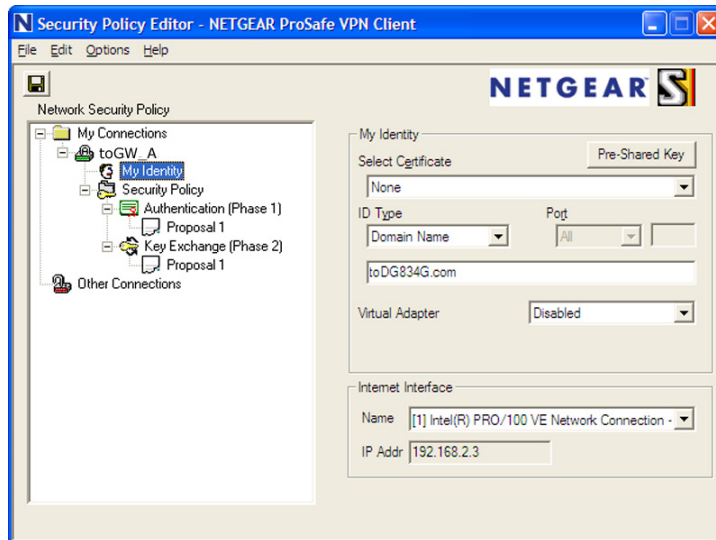 N Security Policy Editor - NETGEAR ProSafe VPN Client
File Edit Options Help
NETGEAR S
Network Security Policy
My Connections
toGW_A
My Identity
Security Policy
Authentication (Phase 1)
Proposal 1
Key Exchange (Phase 2)
Proposal 1
Other Connections
My Identity
Select Certificate
Pre-Shared Key
None
ID Type
Port
Domain Name
All
toDG834G.com
Virtual Adapter
Disabled
Internet Interface
Name
[1] Intel(R) PRO/100 VE Network Connection -
IP Addr
192.168.2.3